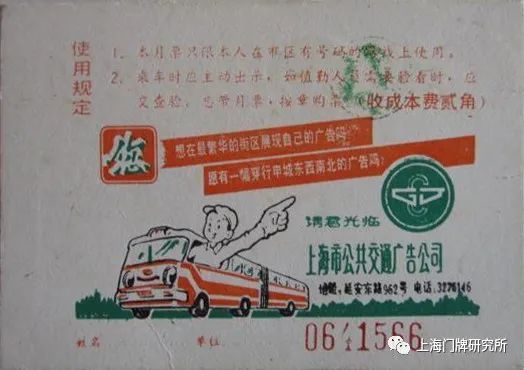 使用规定
1. 本月票只限本人在市区有号码的路线上使用。
2. 乘车时应主动出示，如值勤人员需要验看时，应
交查验，忘带月票，按章购票。(收成本费贰角)
您
想在最繁华的街区展现自己的广告吗?
愿有一幅穿行申城东西南北的广告吗?
请君光临
上海市公共交通广告公司
地址:延安东路962号 电话:3276146
姓名 单位
06 1566
上海门牌研究所